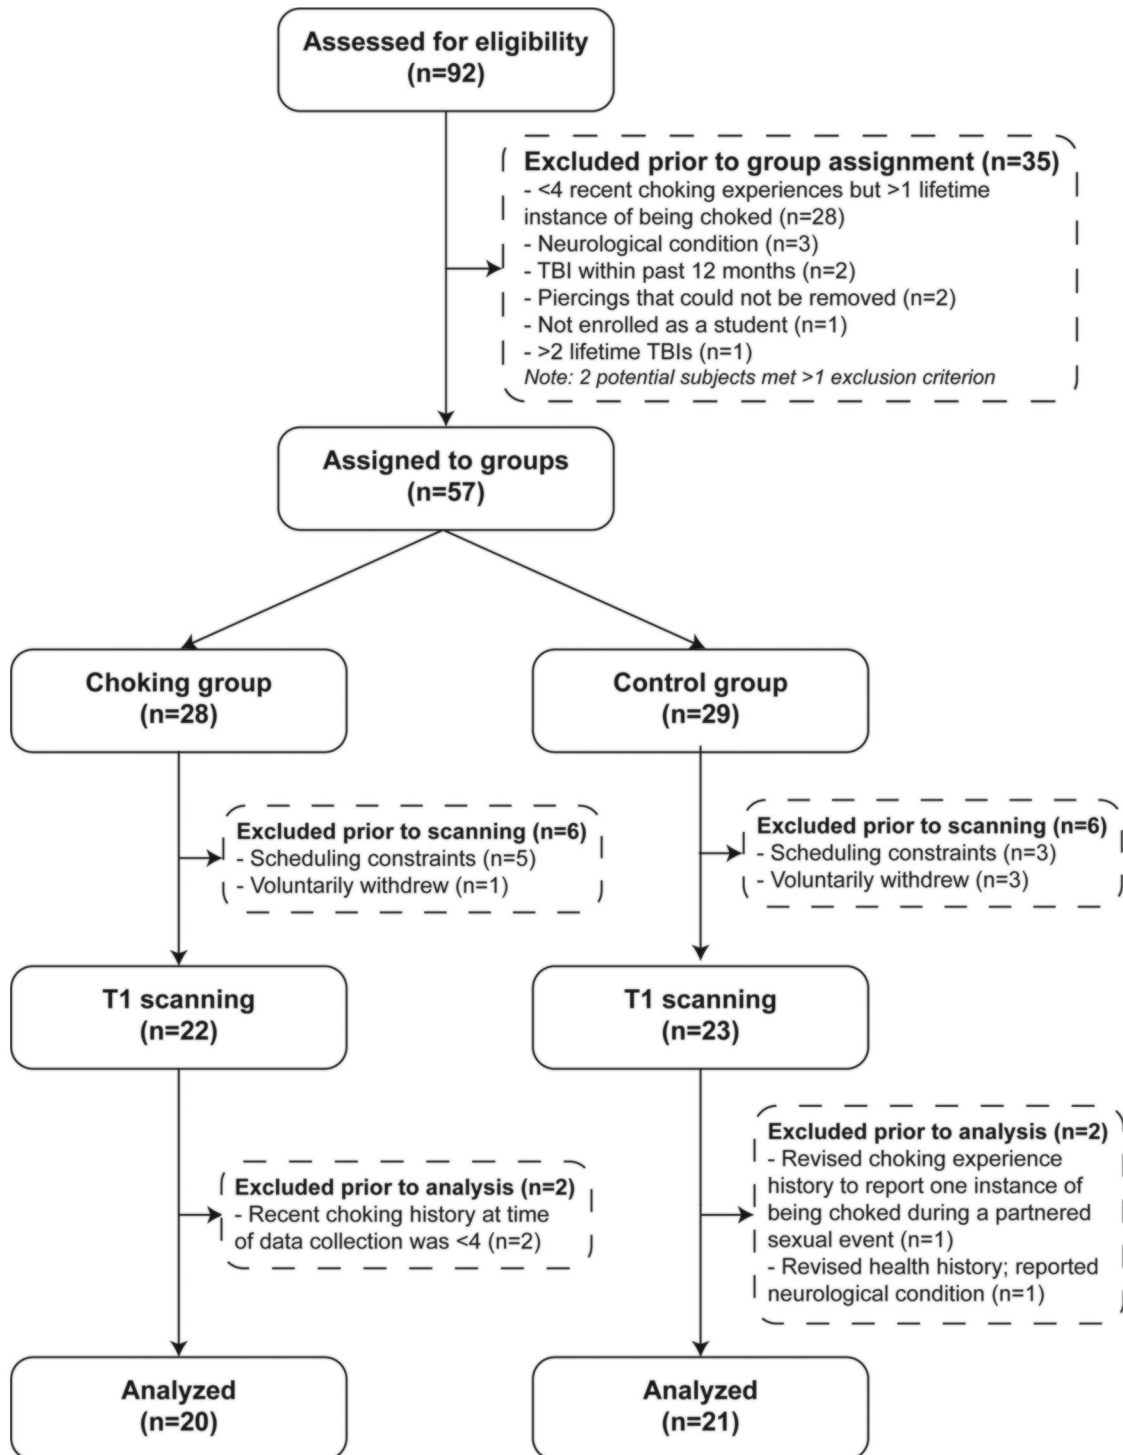 Assessed for eligibility
(n=92)
Excluded prior to group assignment (n=35)
- <4 recent choking experiences but >1 lifetime
instance of being choked (n=28)
- Neurological condition (n=3)
- TBI within past 12 months (n=2)
- Piercings that could not be removed (n=2)
- Not enrolled as a student (n=1)
- >2 lifetime TBIs (n=1)
Note: 2 potential subjects met >1 exclusion criterion
Assigned to groups
(n=57)
Choking group
(n=28)
Control group
(n=29)
Excluded prior to scanning (n=6)
- Scheduling constraints (n=5)
- Voluntarily withdrew (n=1)
Excluded prior to scanning (n=6)
- Scheduling constraints (n=3)
- Voluntarily withdrew (n=3)
T1 scanning
(n=22)
T1 scanning
(n=23)
Excluded prior to analysis (n=2)
- Recent choking history at time
of data collection was <4 (n=2)
Excluded prior to analysis (n=2)
- Revised choking experience
history to report one instance of
being choked during a partnered
sexual event (n=1)
- Revised health history; reported
neurological condition (n=1)
Analyzed
(n=20)
Analyzed
(n=21)